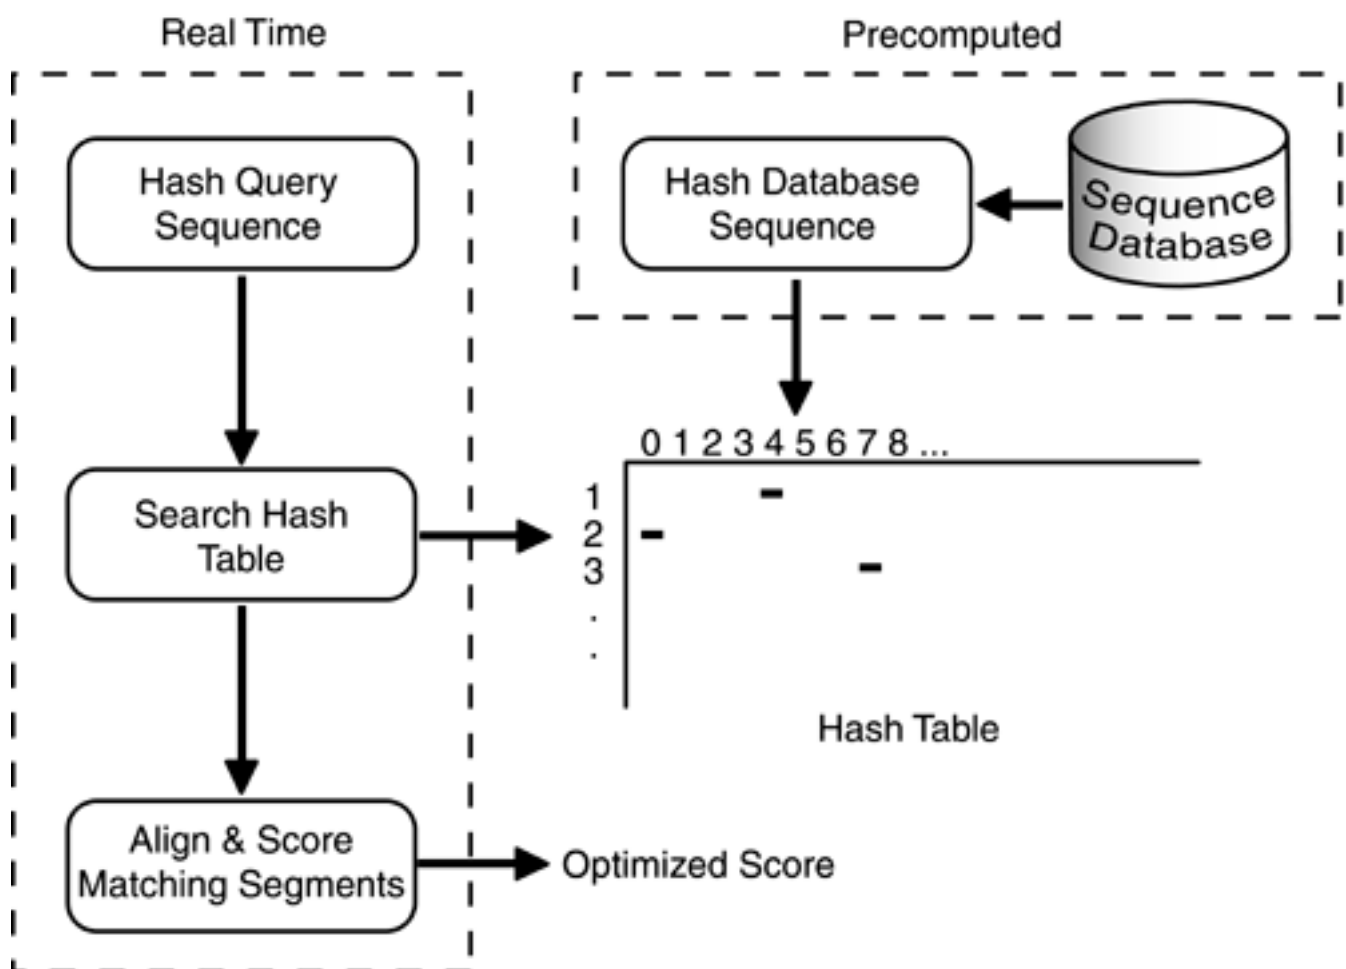 Real Time
Precomputed
Hash Query
Sequence
Hash Database
Sequence
Sequence
Database
0 1 2 3 4 5 6 7 8 ...
1
2
3
.
.
Search Hash
Table
Hash Table
Align & Score
Matching Segments
Optimized Score